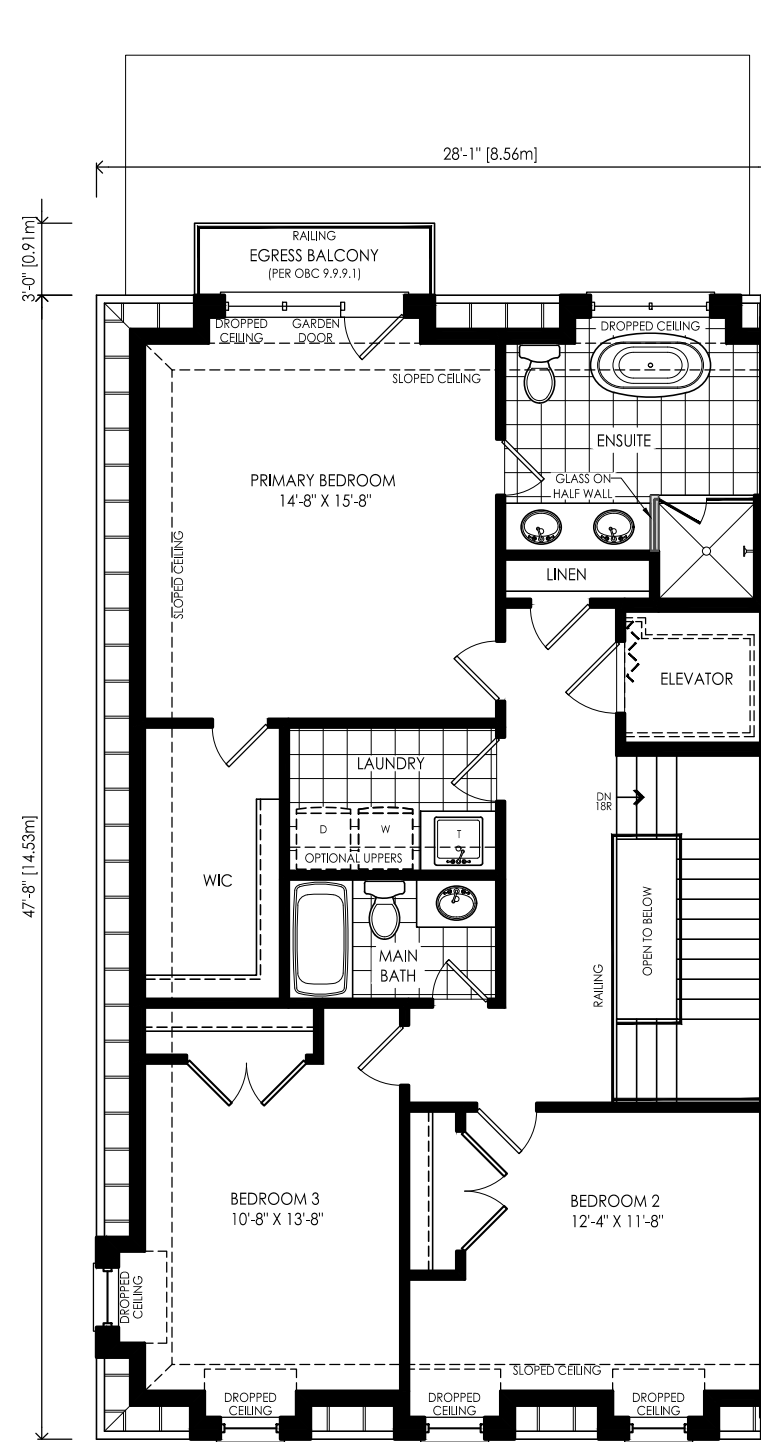 28'-1" [8.56m]
3'-0" [0.91m]
RAILING
EGRESS BALCONY
(PER OBC 9.9.9.1)
DROPPED
CEILING
GARDEN
DOOR
DROPPED CEILING
SLOPED CEILING
ENSUITE
PRIMARY BEDROOM
14'-8" X 15'-8"
GLASS ON
HALF WALL
SLOPED CEILING
LINEN
ELEVATOR
LAUNDRY
DN
18R
D
W
T
OPTIONAL UPPERS
47'-8" [14.53m]
WIC
OPEN TO BELOW
MAIN
BATH
RAILING
BEDROOM 3
10'-8" X 13'-8"
BEDROOM 2
12'-4" X 11'-8"
DROPPED
CEILING
SLOPED CEILING
DROPPED
CEILING
DROPPED
CEILING
DROPPED
CEILING